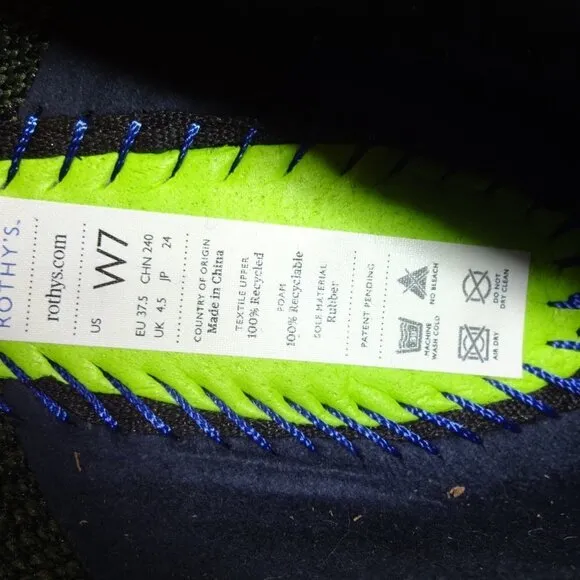 ROTHY'S
rothys.com
US W7
EU 37.5 CHN 240
UK 4.5 JP 24
COUNTRY OF ORIGIN
Made in China
TEXTILE UPPER
100% Recycled
FOAM
100% Recyclable
SOLE MATERIAL
Rubber
PATENT PENDING
MACHINE
WASH COLD
NO BLEACH
AIR DRY
DO NOT
DRY CLEAN